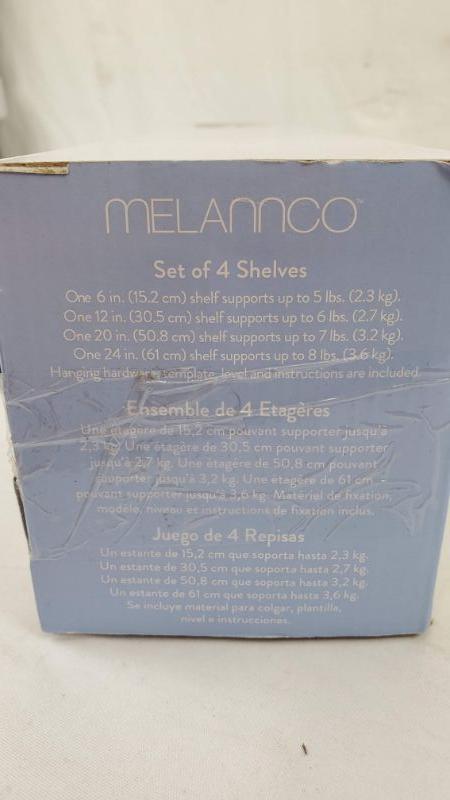 MELANNCO™
Set of 4 Shelves
One 6 in. (15.2 cm) shelf supports up to 5 lbs. (2.3 kg).
One 12 in. (30.5 cm) shelf supports up to 6 lbs. (2.7 kg).
One 20 in. (50.8 cm) shelf supports up to 7 lbs. (3.2 kg).
One 24 in. (61 cm) shelf supports up to 8 lbs. (3.6 kg).
Hanging hardware, template, level and instructions are included.
Ensemble de 4 Étagères
Une étagère de 15,2 cm pouvant supporter jusqu'à
2,3 kg. Une étagère de 30,5 cm pouvant supporter
jusqu'à 2,7 kg. Une étagère de 50,8 cm pouvant
supporter jusqu'à 3,2 kg. Une étagère de 61 cm
pouvant supporter jusqu'à 3,6 kg. Matériel de fixation,
modèle, niveau et instructions de fixation inclus.
Juego de 4 Repisas
Un estante de 15,2 cm que soporta hasta 2,3 kg.
Un estante de 30,5 cm que soporta hasta 2,7 kg.
Un estante de 50,8 cm que soporta hasta 3,2 kg.
Un estante de 61 cm que soporta hasta 3,6 kg.
Se incluye material para colgar, plantilla,
nivel e instrucciones.